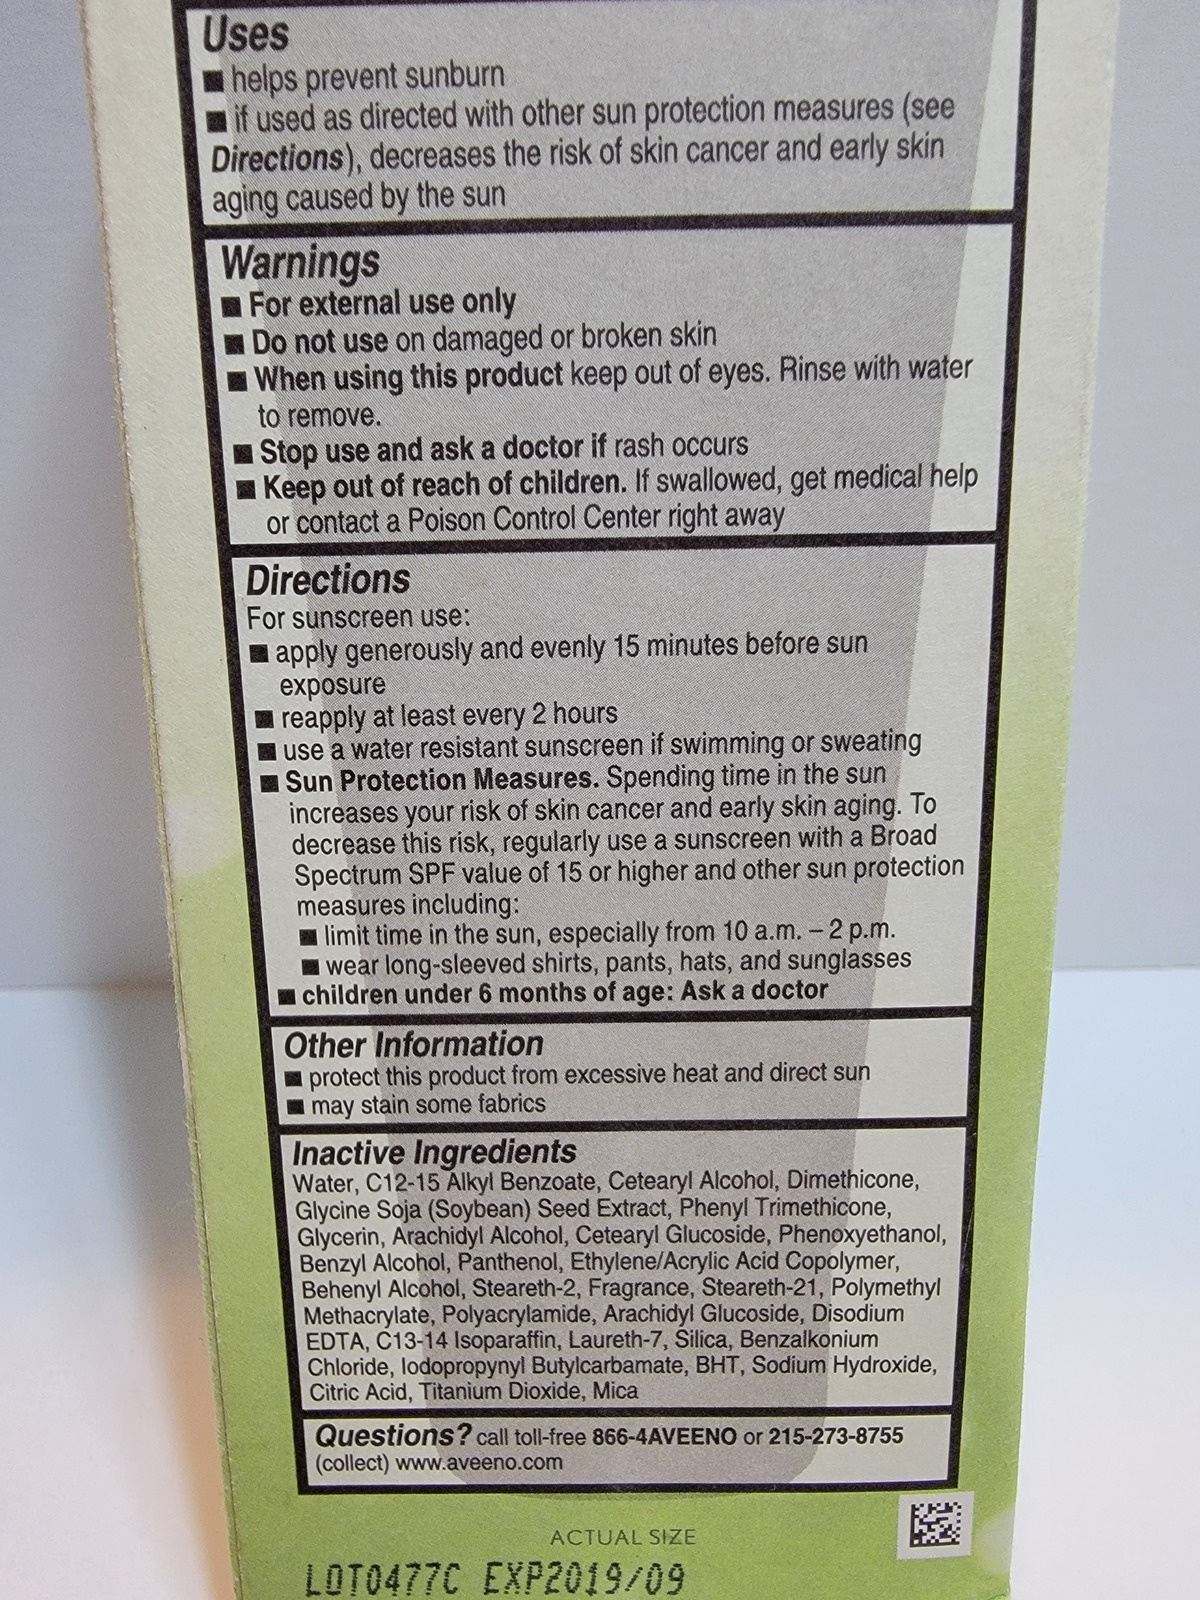 Uses
■ helps prevent sunburn
■ if used as directed with other sun protection measures (see
Directions), decreases the risk of skin cancer and early skin
aging caused by the sun
Warnings
■ For external use only
■ Do not use on damaged or broken skin
■ When using this product keep out of eyes. Rinse with water
to remove.
■ Stop use and ask a doctor if rash occurs
■ Keep out of reach of children. If swallowed, get medical help
or contact a Poison Control Center right away
Directions
For sunscreen use:
■ apply generously and evenly 15 minutes before sun
exposure
■ reapply at least every 2 hours
■ use a water resistant sunscreen if swimming or sweating
■ Sun Protection Measures. Spending time in the sun
increases your risk of skin cancer and early skin aging. To
decrease this risk, regularly use a sunscreen with a Broad
Spectrum SPF value of 15 or higher and other sun protection
measures including:
■ limit time in the sun, especially from 10 a.m. – 2 p.m.
■ wear long-sleeved shirts, pants, hats, and sunglasses
■ children under 6 months of age: Ask a doctor
Other Information
■ protect this product from excessive heat and direct sun
■ may stain some fabrics
Inactive Ingredients
Water, C12-15 Alkyl Benzoate, Cetearyl Alcohol, Dimethicone,
Glycine Soja (Soybean) Seed Extract, Phenyl Trimethicone,
Glycerin, Arachidyl Alcohol, Cetearyl Glucoside, Phenoxyethanol,
Benzyl Alcohol, Panthenol, Ethylene/Acrylic Acid Copolymer,
Behenyl Alcohol, Steareth-2, Fragrance, Steareth-21, Polymethyl
Methacrylate, Polyacrylamide, Arachidyl Glucoside, Disodium
EDTA, C13-14 Isoparaffin, Laureth-7, Silica, Benzalkonium
Chloride, Iodopropynyl Butylcarbamate, BHT, Sodium Hydroxide,
Citric Acid, Titanium Dioxide, Mica
Questions? call toll-free 866-4AVEENO or 215-273-8755
(collect) www.aveeno.com
ACTUAL SIZE
LOT0477C EXP2019/09